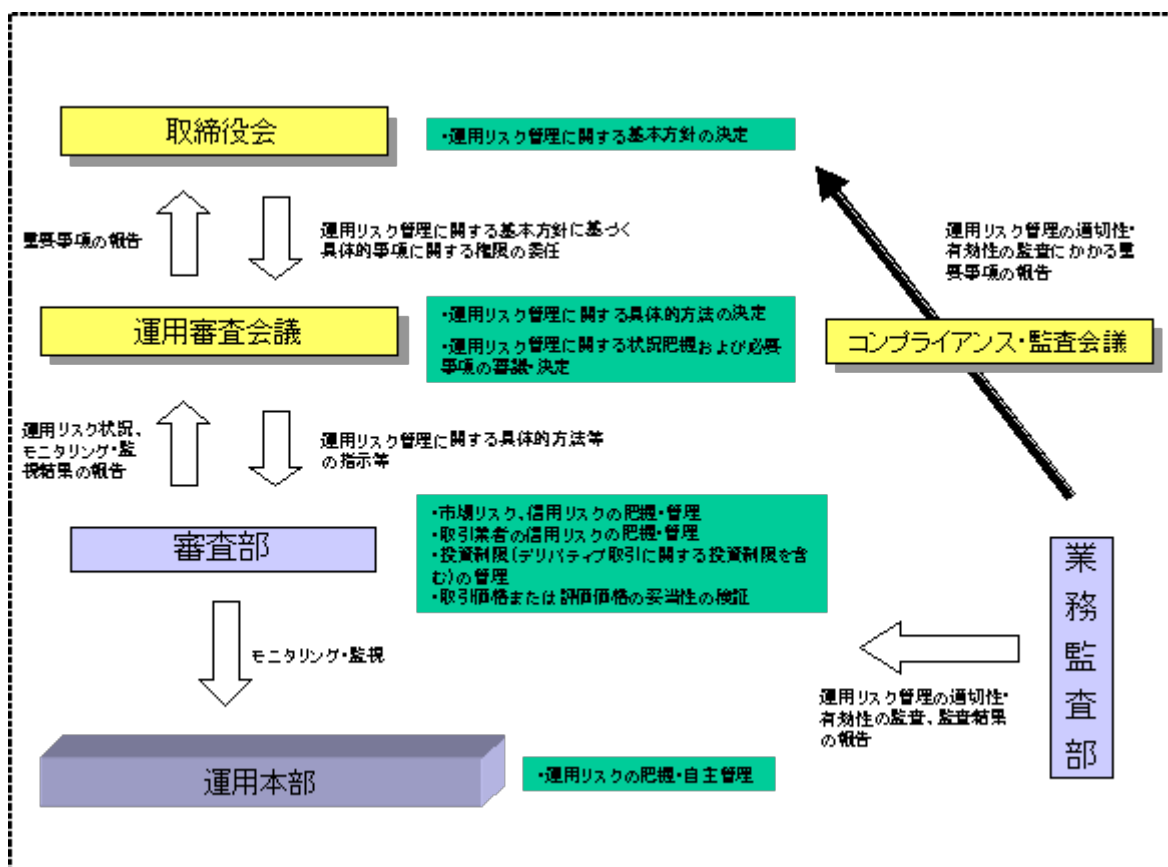 取締役会
・運用リスク管理に関する基本方針の決定
重要事項の報告
運用リスク管理に関する基本方針に基づく
具体的事項に関する権限の委任
運用リスク管理の適切性・
有効性の監査にかかる重
要事項の報告
運用審査会議
・運用リスク管理に関する具体的方法の決定
・運用リスク管理に関する状況把握および必要
事項の審議・決定
コンプライアンス・監査会議
運用リスク状況、
モニタリング・監
視結果の報告
運用リスク管理に関する具体的方法等
の指示等
審査部
・市場リスク、信用リスクの把握・管理
・取引業者の信用リスクの把握・管理
・投資制限(デリバティブ取引に関する投資制限を含
む)の管理
・取引価格または評価価格の妥当性の検証
業務監査部
モニタリング・監視
運用リスク管理の適切性・
有効性の監査、監査結果
の報告
運用本部
・運用リスクの把握・自主管理